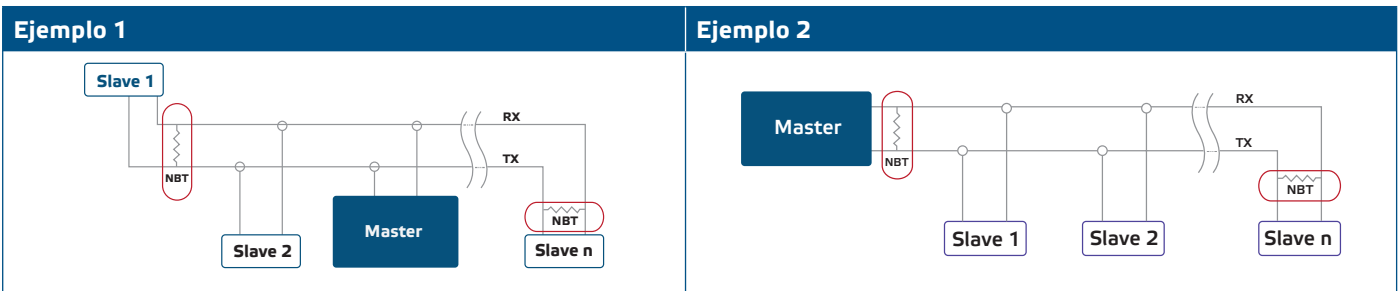 Ejemplo 1
Slave 1
RX
TX
NBT
NBT
Slave 2
Master
Slave n
Ejemplo 2
Master
RX
TX
NBT
NBT
Slave 1
Slave 2
Slave n